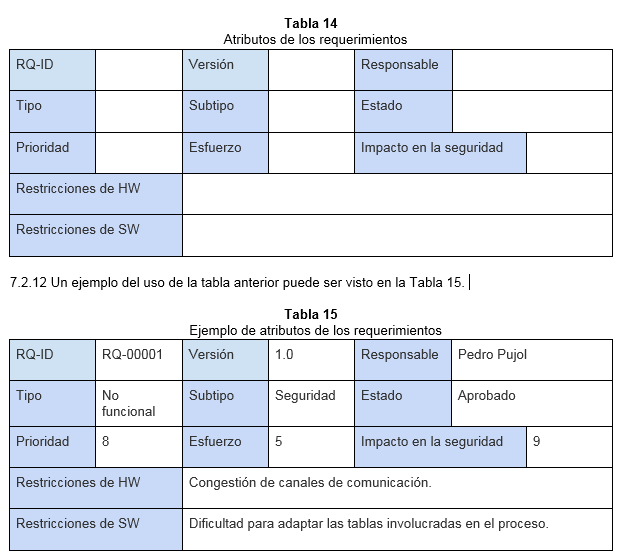 Tabla 14
Atributos de los requerimientos
RQ-ID Versión Responsable
Tipo Subtipo Estado
Prioridad Esfuerzo Impacto en la seguridad
Restricciones de HW
Restricciones de SW
7.2.12 Un ejemplo del uso de la tabla anterior puede ser visto en la Tabla 15.
Tabla 15
Ejemplo de atributos de los requerimientos
RQ-ID RQ-00001 Versión 1.0 Responsable Pedro Pujol
Tipo No funcional Subtipo Seguridad Estado Aprobado
Prioridad 8 Esfuerzo 5 Impacto en la seguridad 9
Restricciones de HW Congestión de canales de comunicación.
Restricciones de SW Dificultad para adaptar las tablas involucradas en el proceso.